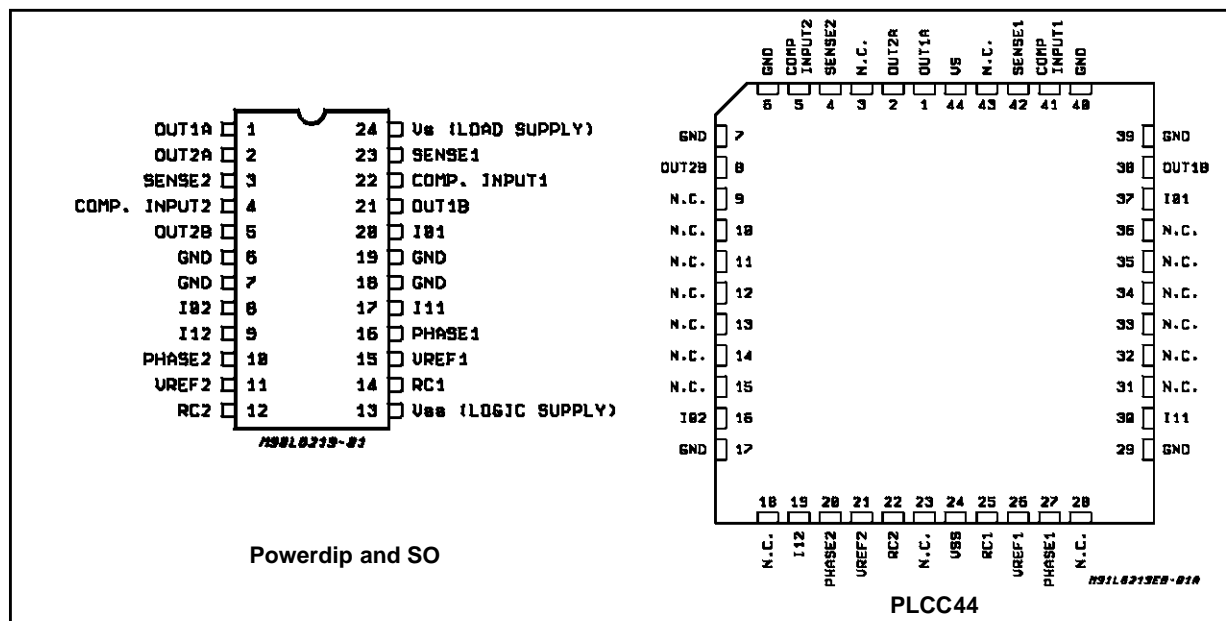 OUT1A 1 24 Vs (LOAD SUPPLY)
OUT2A 2 23 SENSE1
SENSE2 3 22 COMP. INPUT1
COMP. INPUT2 4 21 OUT1B
OUT2B 5 20 I01
GND 6 19 GND
GND 7 18 GND
I02 8 17 I11
I12 9 16 PHASE1
PHASE2 10 15 VREF1
VREF2 11 14 RC1
RC2 12 13 Vss (LOGIC SUPPLY)
M90L6219-01
Powerdip and SO
GND
COMP
INPUT2
SENSE2
N.C.
OUT2A
OUT1A
VS
N.C.
SENSE1
COMP
INPUT1
GND
6 5 4 3 2 1 44 43 42 41 40
GND 7 39 GND
OUT2B 8 38 OUT1B
N.C. 9 37 I01
N.C. 10 36 N.C.
N.C. 11 35 N.C.
N.C. 12 34 N.C.
N.C. 13 33 N.C.
N.C. 14 32 N.C.
N.C. 15 31 N.C.
I02 16 30 I11
GND 17 29 GND
18 19 20 21 22 23 24 25 26 27 28
N.C.
I12
PHASE2
VREF2
RC2
N.C.
VSS
RC1
VREF1
PHASE1
N.C.
M91L6219EB-01A
PLCC44